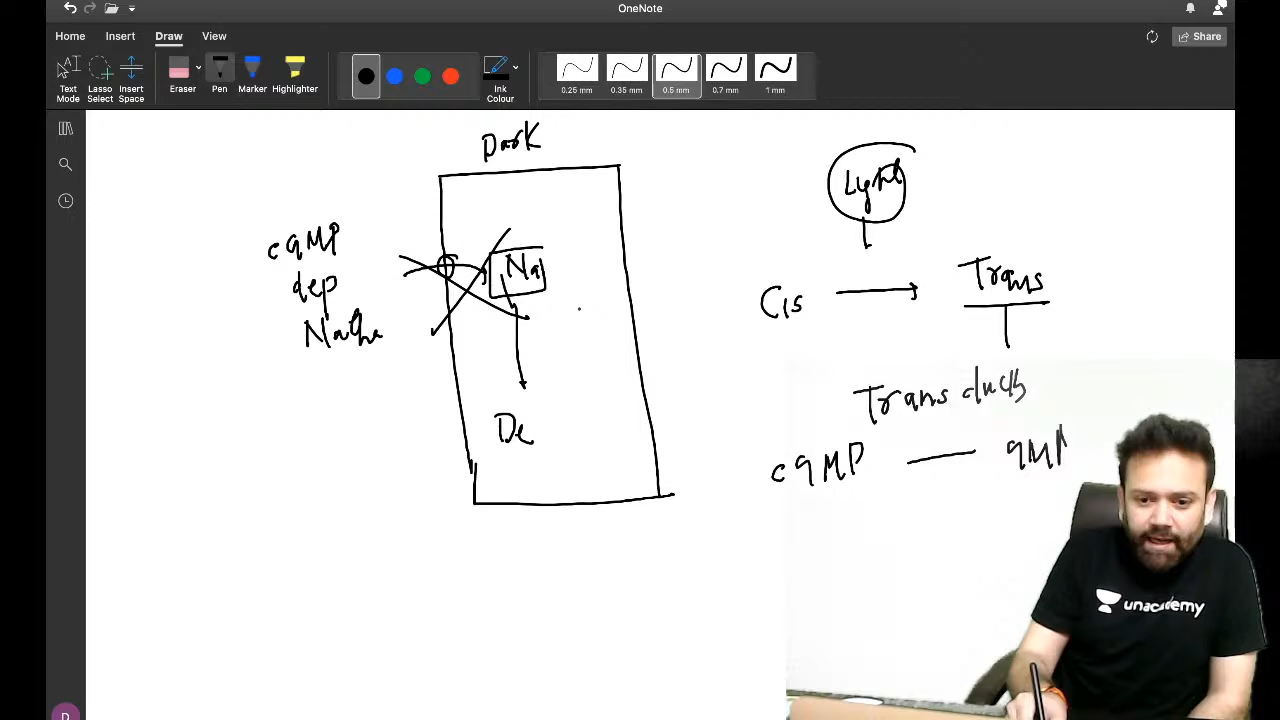 OneNote
Home Insert Draw View
Share
Text Mode
Lasso Select
Insert Space
Eraser
Pen
Marker
Highlighter
Ink Colour
0.25 mm
0.35 mm
0.5 mm
0.7 mm
1 mm
Dark
Light
cGMP
dep
Na
Cis
Trans
De
cGMP
GMP
unacademy
D